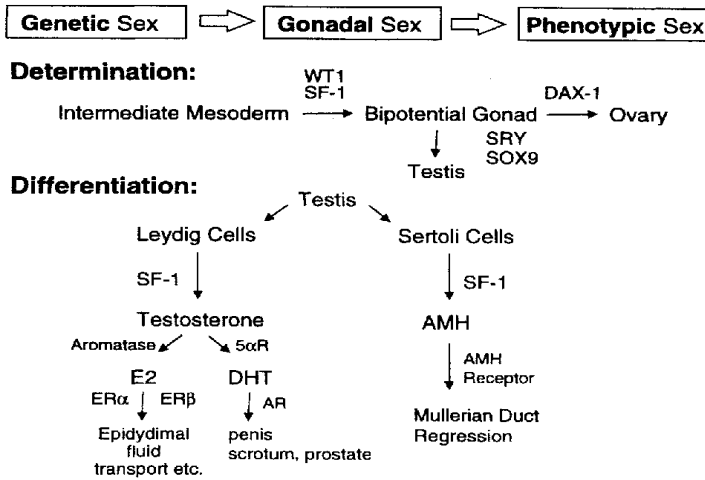 Genetic Sex Gonadal Sex Phenotypic Sex
Determination:
WT1
SF-1
DAX-1
Intermediate Mesoderm Bipotential Gonad Ovary
SRY
SOX9
Testis
Differentiation:
Testis
Leydig Cells Sertoli Cells
SF-1 SF-1
Testosterone AMH
Aromatase 5αR
AMH
Receptor
E2 DHT
ERα ERβ AR
Mullerian Duct
Regression
Epidydimal
fluid
transport etc.
penis
scrotum, prostate